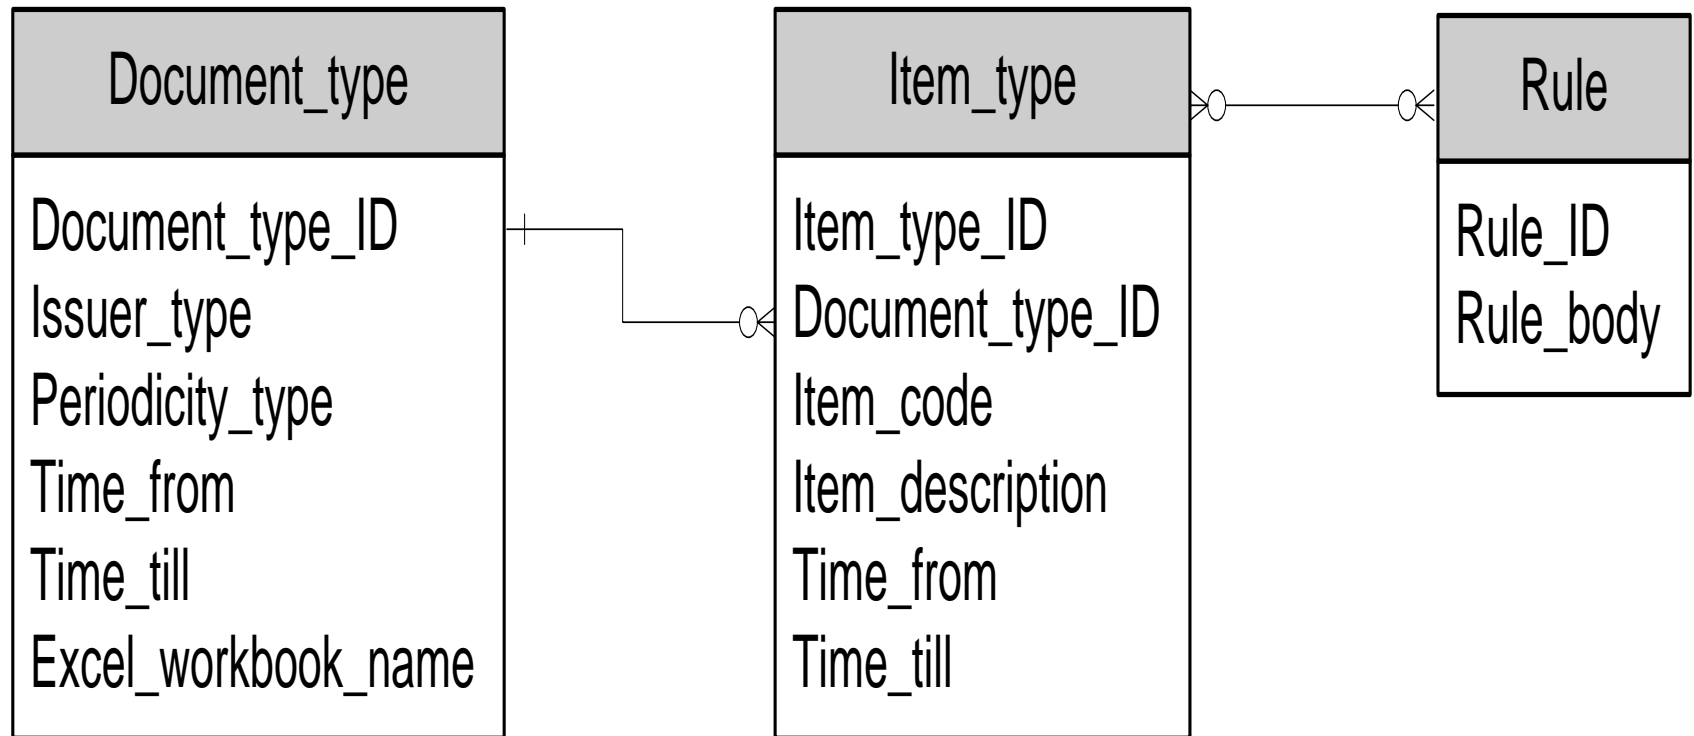 Document_type
Document_type_ID
Issuer_type
Periodicity_type
Time_from
Time_till
Excel_workbook_name
Item_type
Item_type_ID
Document_type_ID
Item_code
Item_description
Time_from
Time_till
Rule
Rule_ID
Rule_body